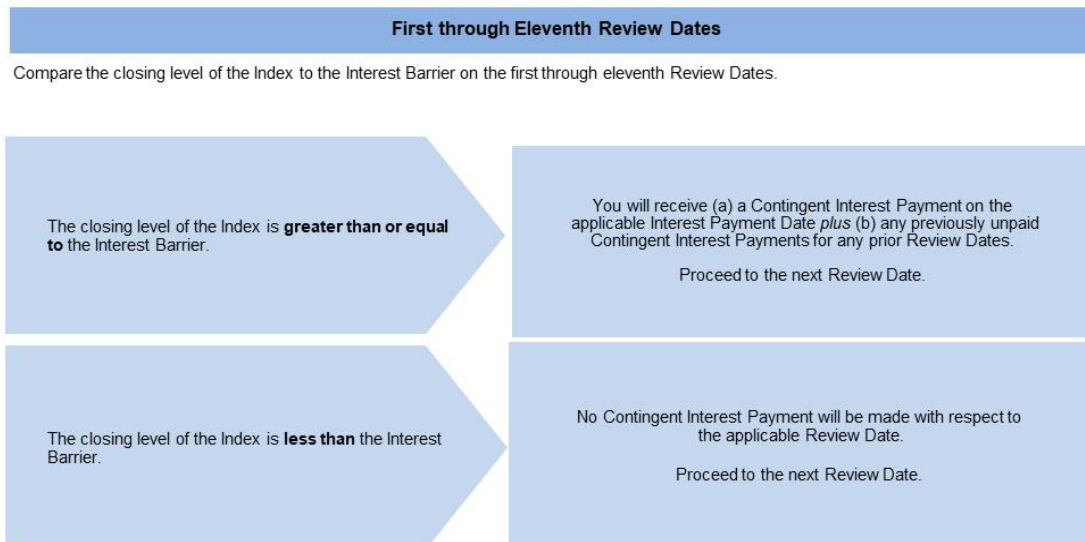 First through Eleventh Review Dates
Compare the closing level of the Index to the Interest Barrier on the first through eleventh Review Dates.
The closing level of the Index is greater than or equal
to the Interest Barrier.
You will receive (a) a Contingent Interest Payment on the
applicable Interest Payment Date plus (b) any previously unpaid
Contingent Interest Payments for any prior Review Dates.
Proceed to the next Review Date.
The closing level of the Index is less than the Interest
Barrier.
No Contingent Interest Payment will be made with respect to
the applicable Review Date.
Proceed to the next Review Date.